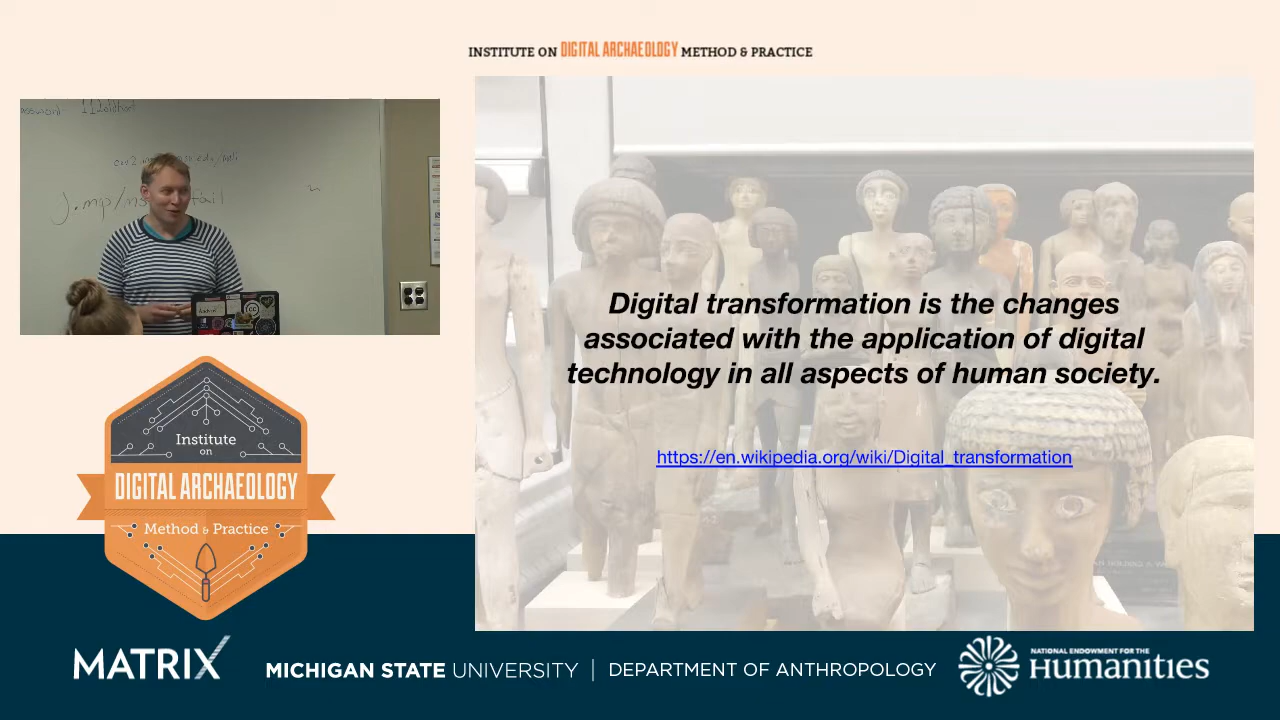 INSTITUTE ON DIGITAL ARCHAEOLOGY METHOD & PRACTICE
j.mp/
Digital transformation is the changes
associated with the application of digital
technology in all aspects of human society.
https://en.wikipedia.org/wiki/Digital_transformation
Institute
on
DIGITAL ARCHAEOLOGY
Method & Practice
MATRIX
MICHIGAN STATE UNIVERSITY | DEPARTMENT OF ANTHROPOLOGY
NATIONAL ENDOWMENT FOR THE
Humanities